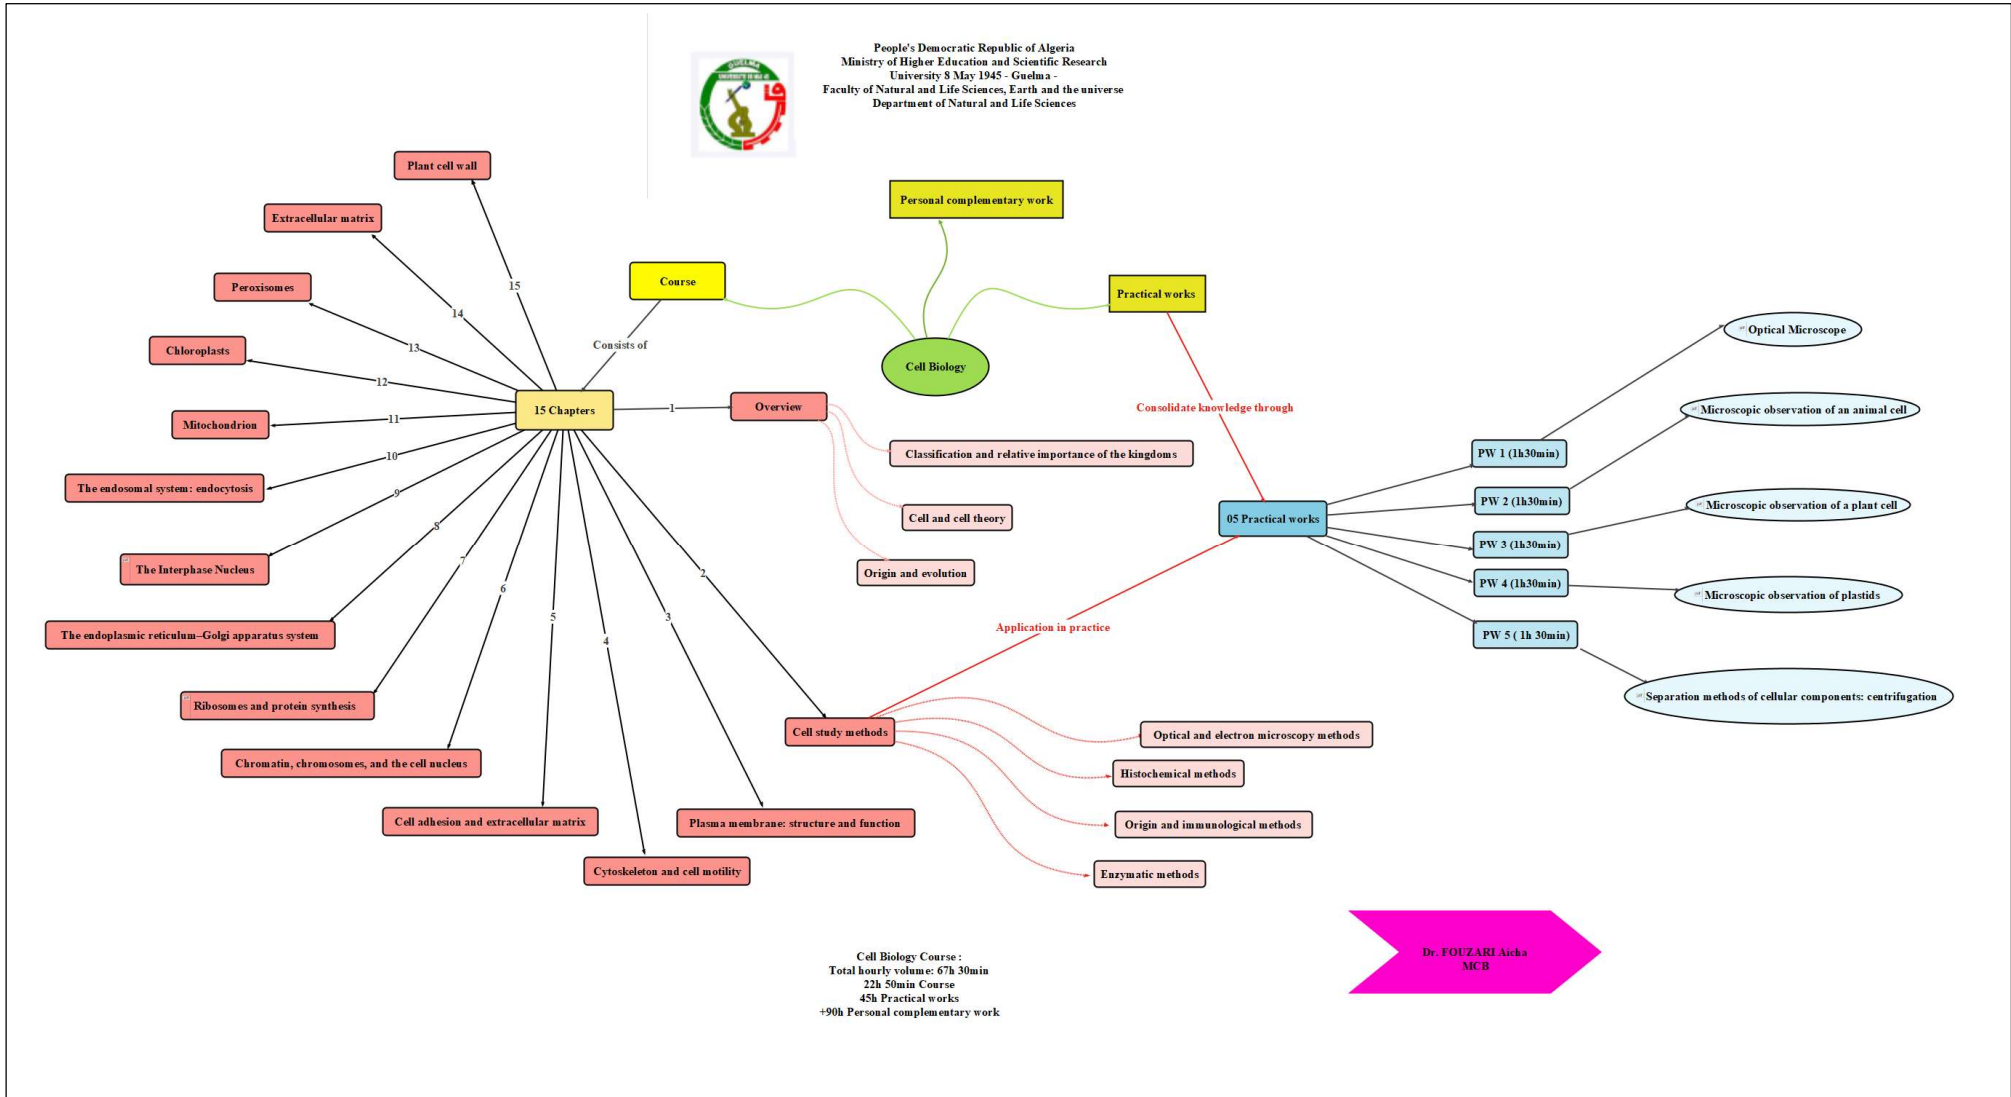 People's Democratic Republic of Algeria
Ministry of Higher Education and Scientific Research
University 8 May 1945 - Guelma -
Faculty of Natural and Life Sciences, Earth and the universe
Department of Natural and Life Sciences
GUELMA
Personal complementary work
Course
Practical works
Cell Biology
Consists of
15 Chapters
1
Overview
Classification and relative importance of the kingdoms
Cell and cell theory
Origin and evolution
2
Cell study methods
Optical and electron microscopy methods
Histochemical methods
Origin and immunological methods
Enzymatic methods
3
Plasma membrane: structure and function
4
Cytoskeleton and cell motility
5
Cell adhesion and extracellular matrix
6
Chromatin, chromosomes, and the cell nucleus
7
Ribosomes and protein synthesis
8
The endoplasmic reticulum–Golgi apparatus system
9
The Interphase Nucleus
10
The endosomal system: endocytosis
11
Mitochondrion
12
Chloroplasts
13
Peroxisomes
14
Extracellular matrix
15
Plant cell wall
Consolidate knowledge through
Application in practice
05 Practical works
PW 1 (1h30min)
Optical Microscope
PW 2 (1h30min)
Microscopic observation of an animal cell
PW 3 (1h30min)
Microscopic observation of a plant cell
PW 4 (1h30min)
Microscopic observation of plastids
PW 5 ( 1h 30min)
Separation methods of cellular components: centrifugation
Cell Biology Course :
Total hourly volume: 67h 30min
22h 50min Course
45h Practical works
+90h Personal complementary work
Dr. FOUZARI Aicha
MCB